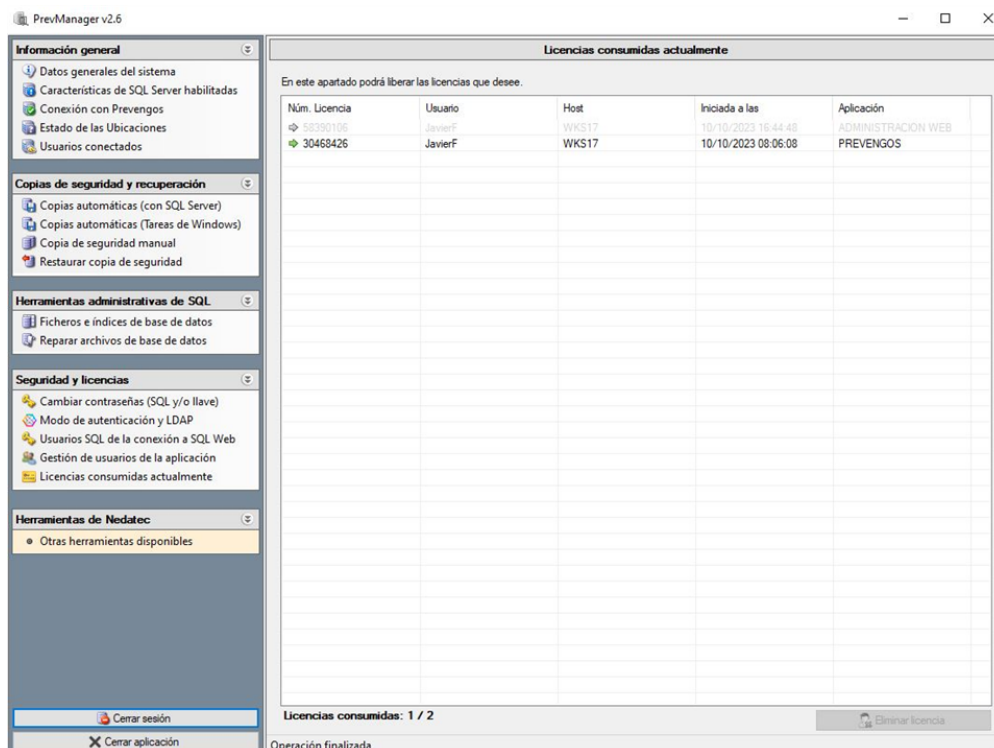 PrevManager v2.6
Información general
Datos generales del sistema
Características de SQL Server habilitadas
Conexión con Prevengos
Estado de las Ubicaciones
Usuarios conectados
Copias de seguridad y recuperación
Copias automáticas (con SQL Server)
Copias automáticas (Tareas de Windows)
Copia de seguridad manual
Restaurar copia de seguridad
Herramientas administrativas de SQL
Ficheros e índices de base de datos
Reparar archivos de base de datos
Seguridad y licencias
Cambiar contraseñas (SQL y/o llave)
Modo de autenticación y LDAP
Usuarios SQL de la conexión a SQL Web
Gestión de usuarios de la aplicación
Licencias consumidas actualmente
Herramientas de Nedatec
Otras herramientas disponibles
Cerrar sesión
Cerrar aplicación
Licencias consumidas actualmente
En este apartado podrá liberar las licencias que desee.
Núm. Licencia Usuario Host Iniciada a las Aplicación
58390106 JavierF WKS17 10/10/2023 16:44:48 ADMINISTRACION WEB
30468426 JavierF WKS17 10/10/2023 08:06:08 PREVENGOS
Licencias consumidas: 1 / 2
Eliminar licencia
Operación finalizada